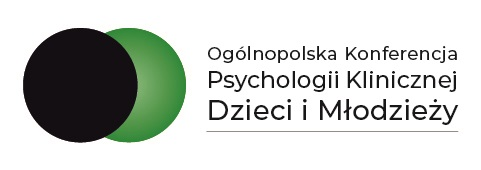 Ogólnopolska Konferencja
Psychologii Klinicznej
Dzieci i Młodzieży